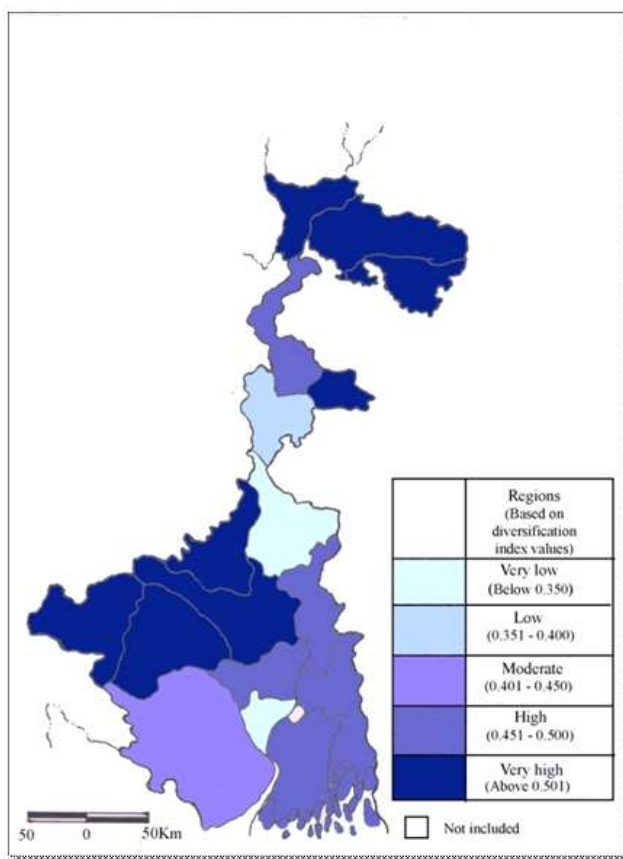 Regions
(Based on
diversification
index values)
Very low
(Below 0.350)
Low
(0.351 - 0.400)
Moderate
(0.401 - 0.450)
High
(0.451 - 0.500)
Very high
(Above 0.501)
Not included
50 0 50Km